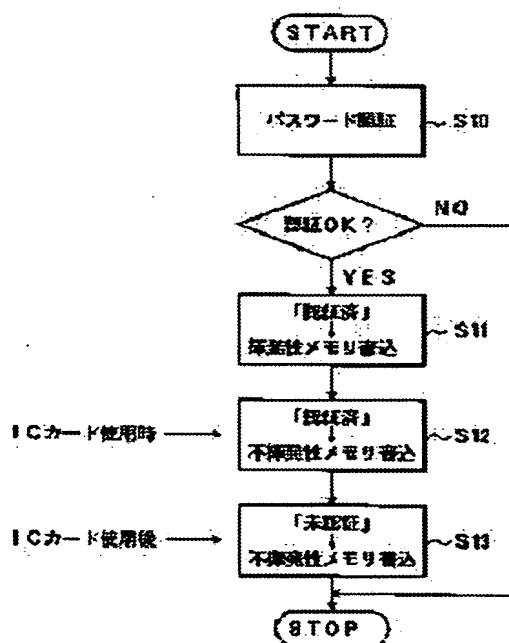 START
パスワード認証 ～S10
認証OK? NO
YES
「認証済」
↓
揮発性メモリ書込 ～S11
「認証済」
↓
ICカード使用時 → 不揮発性メモリ書込 ～S12
「未認証」
↓
ICカード使用後 → 不揮発性メモリ書込 ～S13
STOP